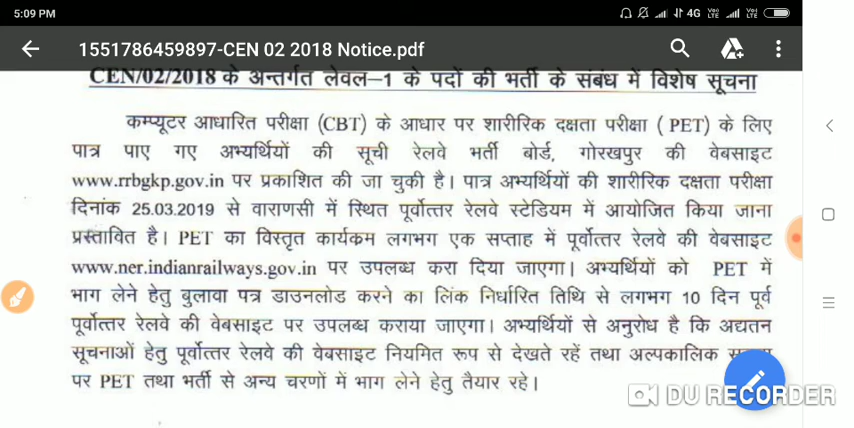 5:09 PM
4G VoLTE VoLTE
1551786459897-CEN 02 2018 Notice.pdf
CEN/02/2018 के अन्तर्गत लेवल–1 के पदों की भर्ती के संबंध में विशेष सूचना
कम्प्यूटर आधारित परीक्षा (CBT) के आधार पर शारीरिक दक्षता परीक्षा ( PET) के लिए
पात्र पाए गए अभ्यर्थियों की सूची रेलवे भर्ती बोर्ड, गोरखपुर की वेबसाइट
www.rrbgkp.gov.in पर प्रकाशित की जा चुकी है। पात्र अभ्यर्थियों की शारीरिक दक्षता परीक्षा
दिनांक 25.03.2019 से वाराणसी में स्थित पूर्वोत्तर रेलवे स्टेडियम में आयोजित किया जाना
प्रस्तावित है। PET का विस्तृत कार्यकम लगभग एक सप्ताह में पूर्वोत्तर रेलवे की वेबसाइट
www.ner.indianrailways.gov.in पर उपलब्ध करा दिया जाएगा। अभ्यर्थियों को PET में
भाग लेने हेतु बुलावा पत्र डाउनलोड करने का लिंक निर्धारित तिथि से लगभग 10 दिन पूर्व
पूर्वोत्तर रेलवे की वेबसाइट पर उपलब्ध कराया जाएगा। अभ्यर्थियों से अनुरोध है कि अद्यतन
सूचनाओं हेतु पूर्वोत्तर रेलवे की वेबसाइट नियमित रूप से देखते रहें तथा अल्पकालिक
पर PET तथा भर्ती से अन्य चरणों में भाग लेने हेतु तैयार रहे।
DU RECORDER